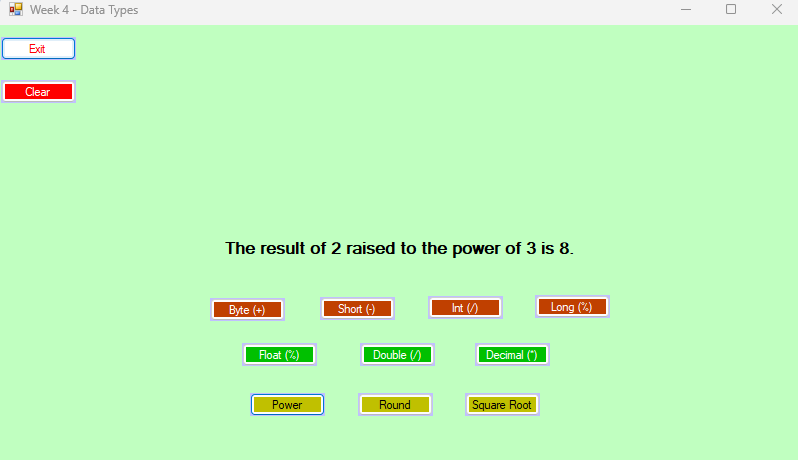 Week 4 - Data Types
Exit
Clear
The result of 2 raised to the power of 3 is 8.
Byte (+) Short (-) Int (/) Long (%)
Float (%) Double (/) Decimal (*)
Power Round Square Root